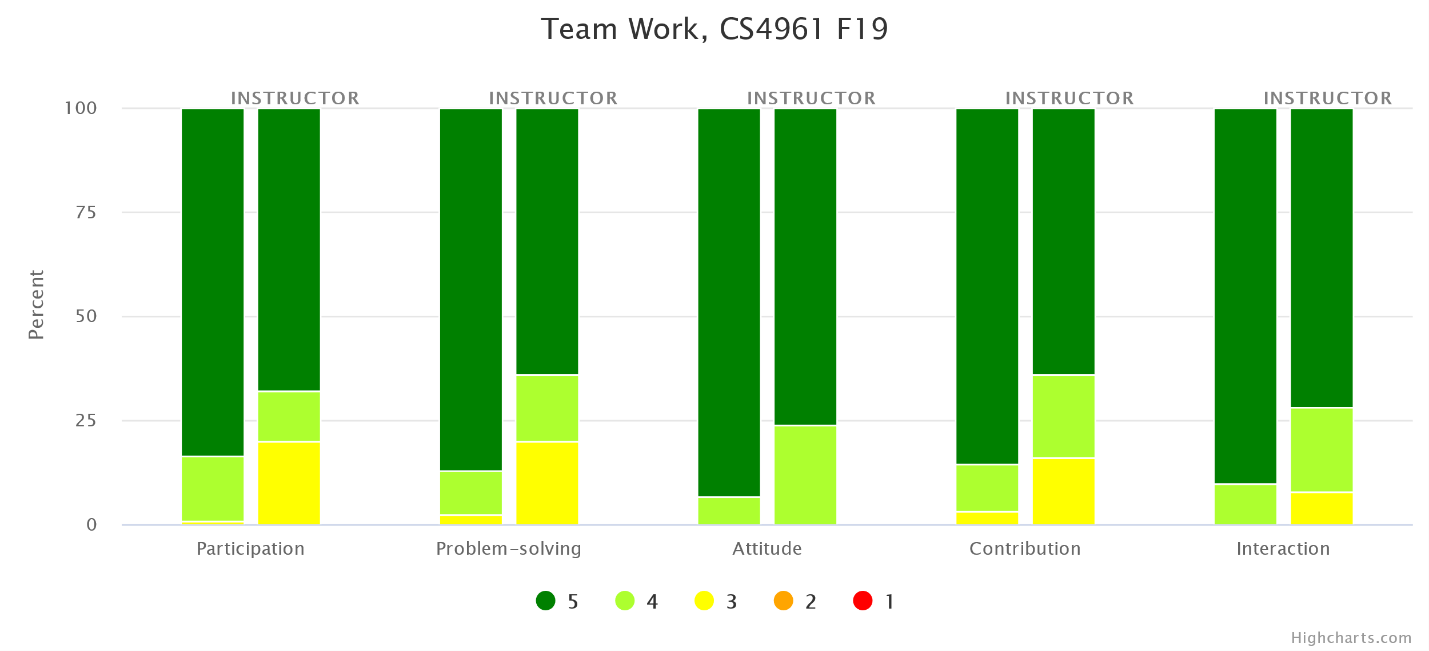 Team Work, CS4961 F19
INSTRUCTOR INSTRUCTOR INSTRUCTOR INSTRUCTOR INSTRUCTOR
100
75
50
25
0
Percent
Participation Problem-solving Attitude Contribution Interaction
5 4 3 2 1
Highcharts.com